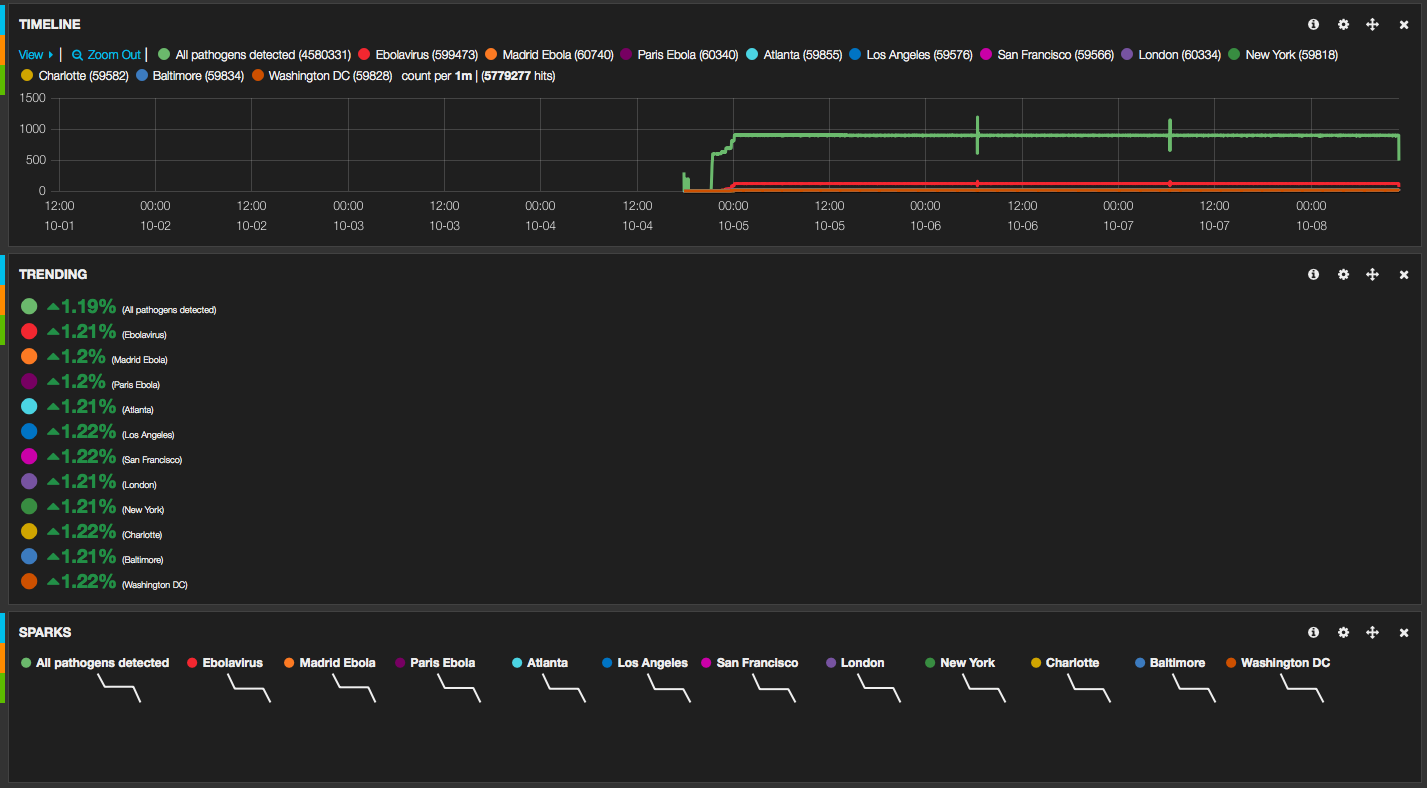 TIMELINE
View | Zoom Out | All pathogens detected (4580331) Ebolavirus (599473) Madrid Ebola (60740) Paris Ebola (60340) Atlanta (59855) Los Angeles (59576) San Francisco (59566) London (60334) New York (59818)
Charlotte (59582) Baltimore (59834) Washington DC (59828) count per 1m | (5779277 hits)
1500
1000
500
0
12:00 00:00 12:00 00:00 12:00 00:00 12:00 00:00 12:00 00:00 12:00 00:00 12:00 00:00
10-01 10-02 10-02 10-03 10-03 10-04 10-04 10-05 10-05 10-06 10-06 10-07 10-07 10-08
TRENDING
1.19% (All pathogens detected)
1.21% (Ebolavirus)
1.2% (Madrid Ebola)
1.2% (Paris Ebola)
1.21% (Atlanta)
1.22% (Los Angeles)
1.22% (San Francisco)
1.21% (London)
1.21% (New York)
1.22% (Charlotte)
1.21% (Baltimore)
1.22% (Washington DC)
SPARKS
All pathogens detected Ebolavirus Madrid Ebola Paris Ebola Atlanta Los Angeles San Francisco London New York Charlotte Baltimore Washington DC